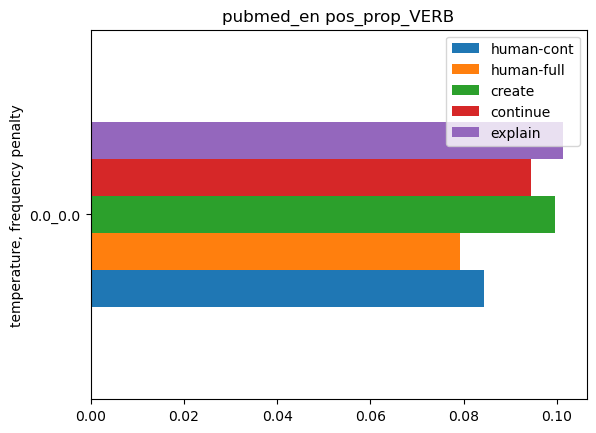 pubmed_en pos_prop_VERB
human-cont
human-full
create
continue
explain
temperature, frequency penalty
0.0_0.0
0.00 0.02 0.04 0.06 0.08 0.10